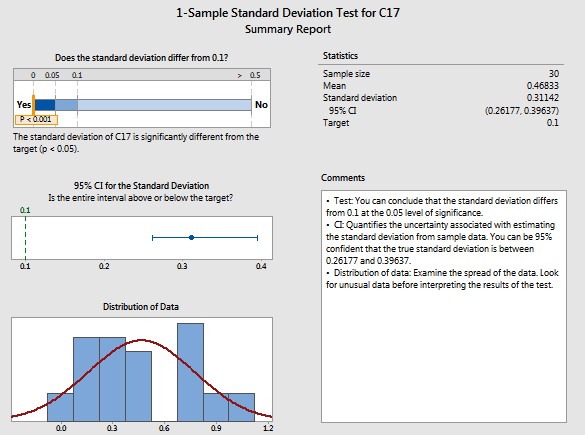 1-Sample Standard Deviation Test for C17
Summary Report
Does the standard deviation differ from 0.1?
0 0.05 0.1 > 0.5
Yes No
P < 0.001
The standard deviation of C17 is significantly different from the
target (p < 0.05).
95% CI for the Standard Deviation
Is the entire interval above or below the target?
0.1
0.1 0.2 0.3 0.4
Distribution of Data
0.0 0.3 0.6 0.9 1.2
Statistics
Sample size 30
Mean 0.46833
Standard deviation 0.31142
95% CI (0.26177, 0.39637)
Target 0.1
Comments
• Test: You can conclude that the standard deviation differs
from 0.1 at the 0.05 level of significance.
• CI: Quantifies the uncertainty associated with estimating
the standard deviation from sample data. You can be 95%
confident that the true standard deviation is between
0.26177 and 0.39637.
• Distribution of data: Examine the spread of the data. Look
for unusual data before interpreting the results of the test.